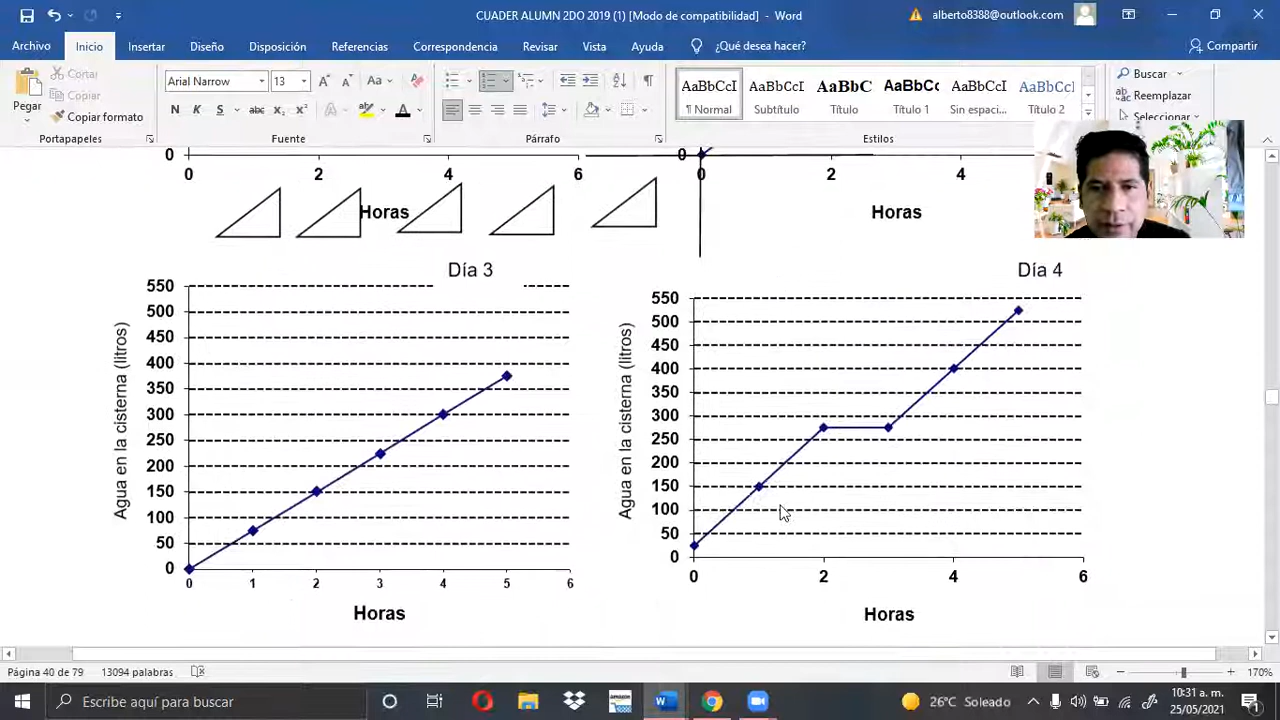 CUADER ALUMN 2DO 2019 (1) [Modo de compatibilidad] - Word
alberto8388@outlook.com
Archivo Inicio Insertar Diseño Disposición Referencias Correspondencia Revisar Vista Ayuda ¿Qué desea hacer? Compartir
Pegar
Cortar
Copiar
Copiar formato
Portapapeles
Arial Narrow 13
N K S abc x₂ x²
Fuente
Párrafo
AaBbCcI AaBbCcI AaBbC AaBbCc AaBbCcI AaBbCcI
¶ Normal Subtítulo Título Título 1 Sin espaci... Título 2
Estilos
Buscar
Reemplazar
Seleccionar
0
0 2 4 6
Horas
0
0 2 4
Horas
Día 3
550
500
450
400
350
300
250
200
150
100
50
0
Agua en la cisterna (litros)
0 1 2 3 4 5 6
Horas
Día 4
550
500
450
400
350
300
250
200
150
100
50
0
Agua en la cisterna (litros)
0 2 4 6
Horas
Página 40 de 79 13094 palabras 170%
Escribe aquí para buscar
amazon
26°C Soleado
10:31 a. m.
25/05/2021